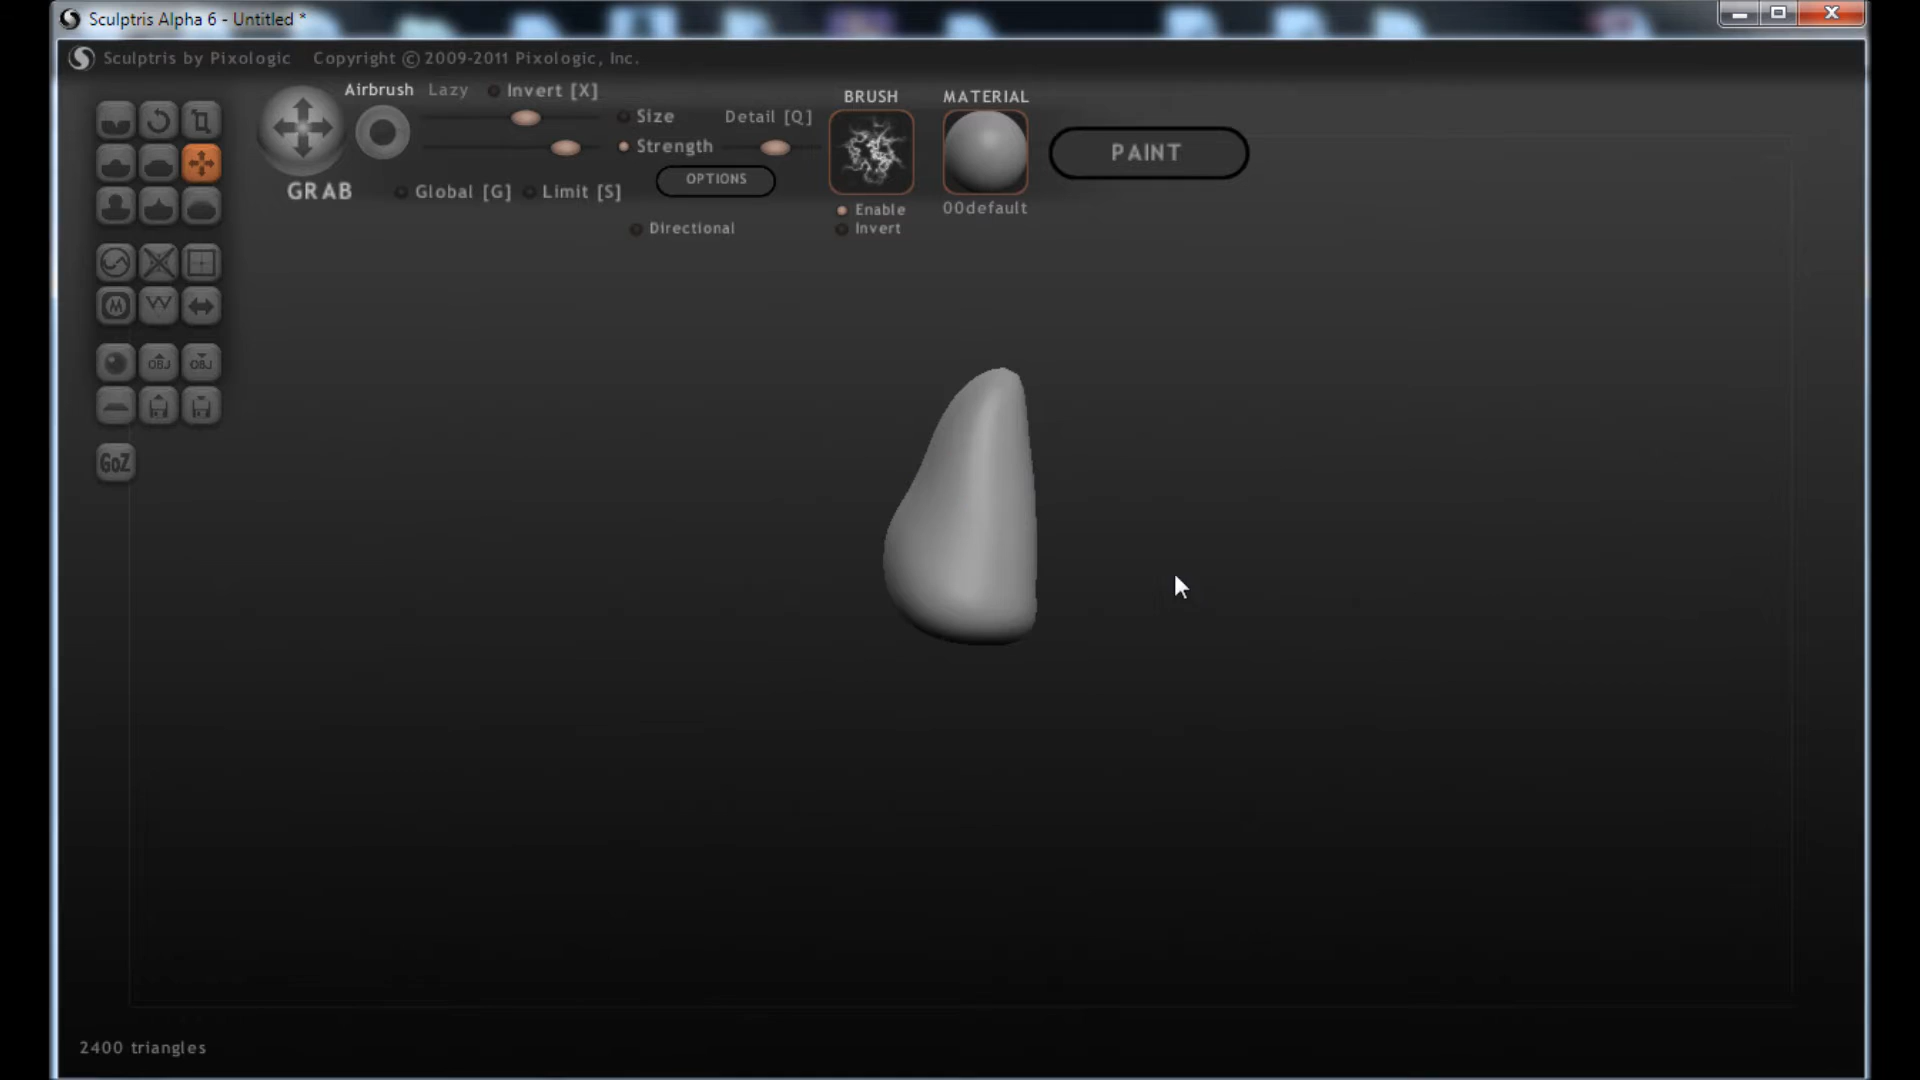 Sculptris Alpha 6 - Untitled *
Sculptris by Pixologic Copyright © 2009-2011 Pixologic, Inc.
Airbrush Lazy Invert [X]
BRUSH MATERIAL
Size Detail [Q]
Strength
PAINT
GRAB Global [G] Limit [S] OPTIONS
Directional
Enable
Invert
00default
M
OBJ OBJ
GoZ
2400 triangles